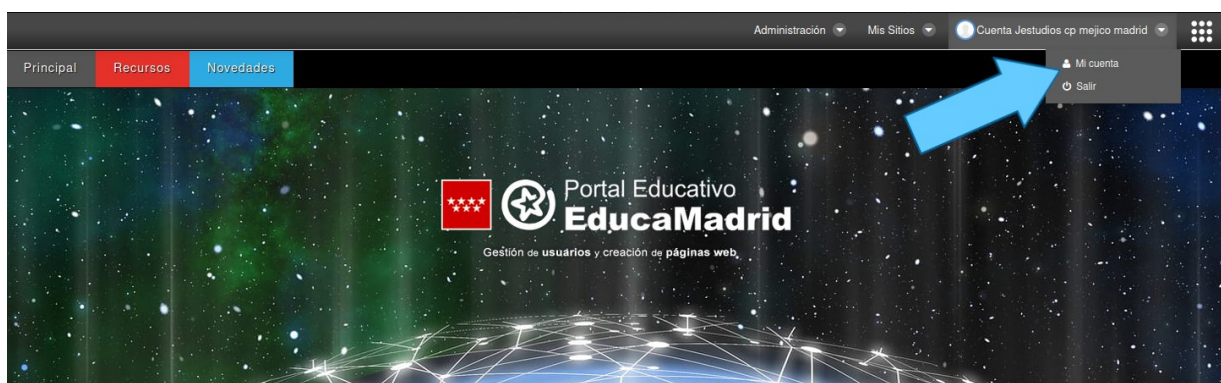 Administración
Mis Sitios
Cuenta Jestudios cp mejico madrid
Principal
Recursos
Novedades
Mi cuenta
Salir
Portal Educativo
EducaMadrid
Gestión de usuarios y creación de páginas web